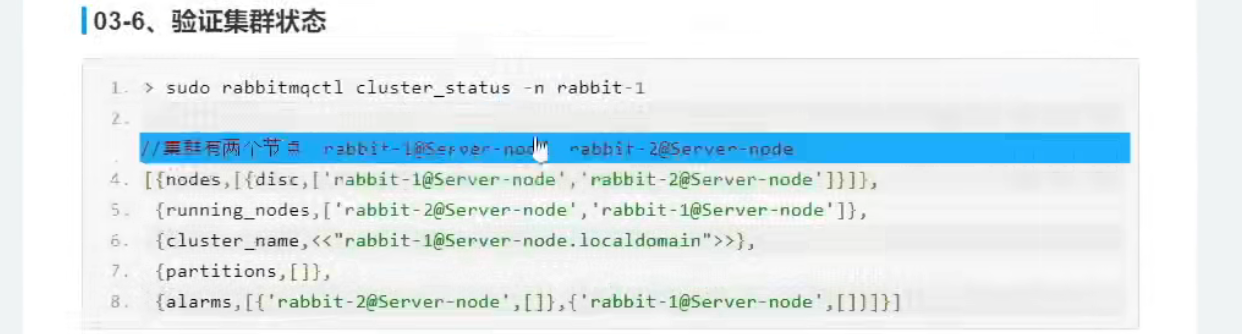 03-6、验证集群状态
1. > sudo rabbitmqctl cluster_status -n rabbit-1
2.
//集群有两个节点 rabbit-1@Server-node rabbit-2@Server-node
4. [{nodes,[{disc,['rabbit-1@Server-node','rabbit-2@Server-node']}]},
5. {running_nodes,['rabbit-2@Server-node','rabbit-1@Server-node']},
6. {cluster_name,<<"rabbit-1@Server-node.localdomain">>},
7. {partitions,[]},
8. {alarms,[{'rabbit-2@Server-node',[]},{'rabbit-1@Server-node',[]}]}]